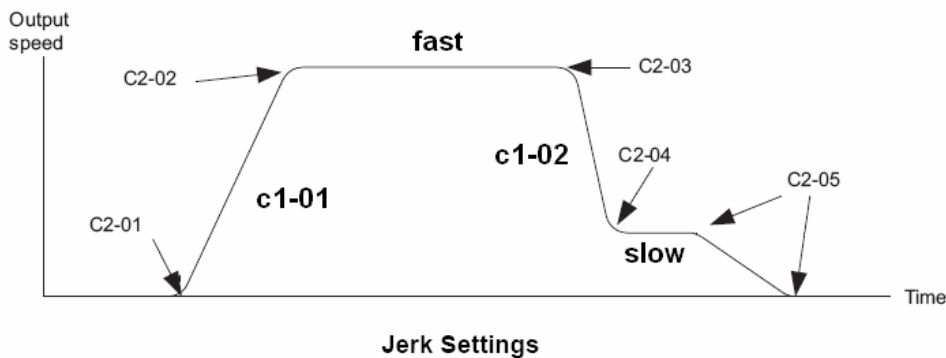 Output
speed
fast
C2-02
C2-03
c1-02
C2-04
c1-01
C2-05
C2-01
slow
Time
Jerk Settings